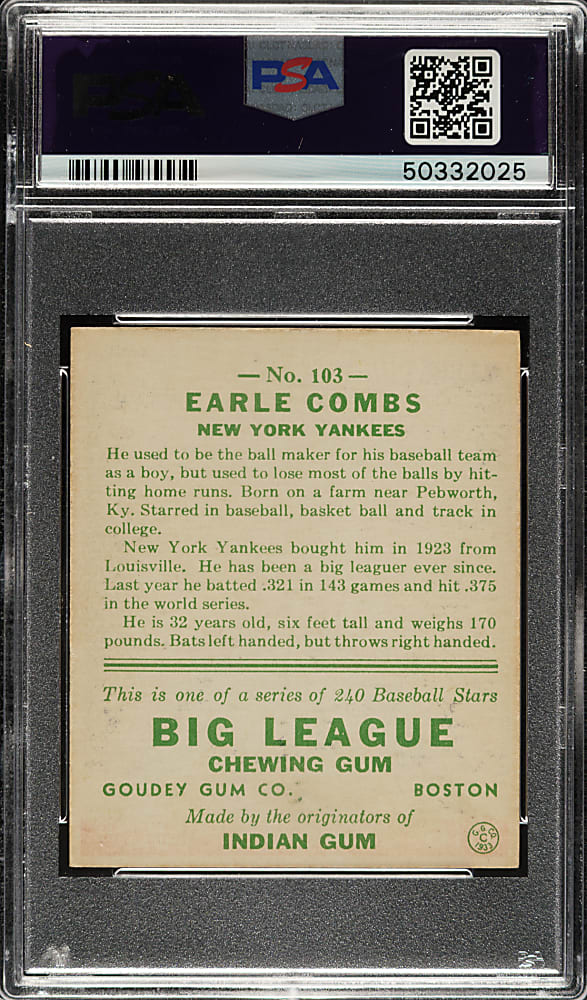 PSA
PSA
50332025
— No. 103 —
EARLE COMBS
NEW YORK YANKEES
He used to be the ball maker for his baseball team
as a boy, but used to lose most of the balls by hit-
ting home runs. Born on a farm near Pebworth,
Ky. Starred in baseball, basket ball and track in
college.
New York Yankees bought him in 1923 from
Louisville. He has been a big leaguer ever since.
Last year he batted .321 in 143 games and hit .375
in the world series.
He is 32 years old, six feet tall and weighs 170
pounds. Bats left handed, but throws right handed.
This is one of a series of 240 Baseball Stars
BIG LEAGUE
CHEWING GUM
GOUDEY GUM CO. BOSTON
Made by the originators of
INDIAN GUM
G. G. CO.
C
1933
PSA